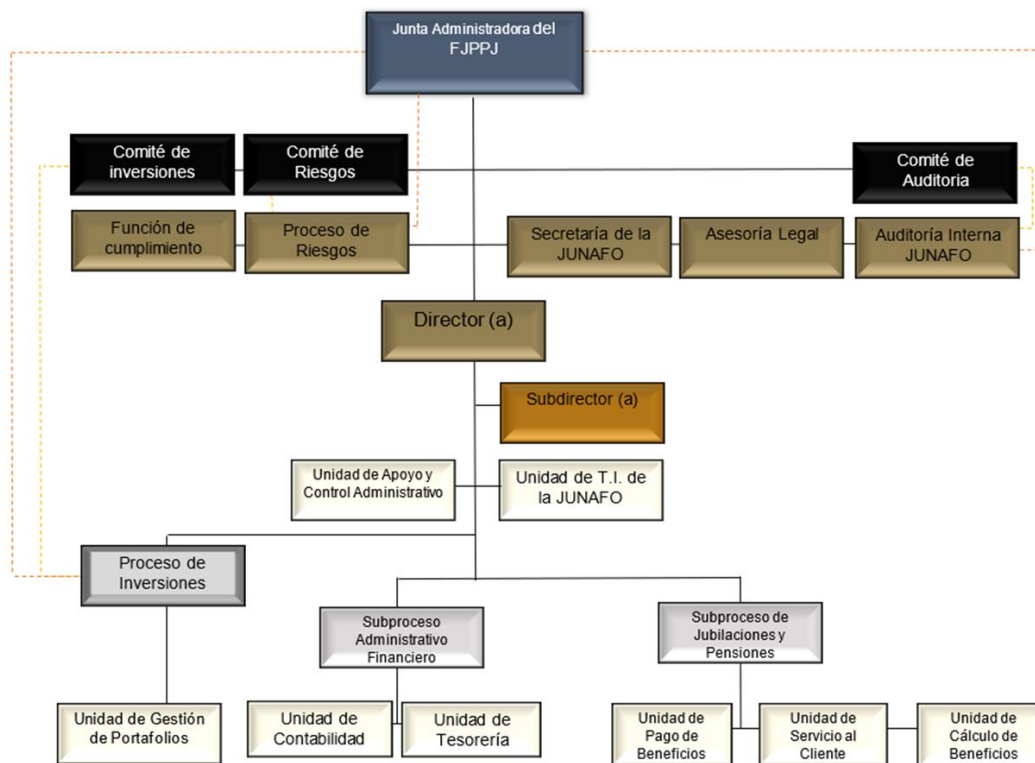 Junta Administradora del
FJPPJ
Comité de
inversiones
Comité de
Riesgos
Comité de
Auditoria
Función de
cumplimiento
Proceso de
Riesgos
Secretaría de la
JUNAFO
Asesoría Legal
Auditoría Interna
JUNAFO
Director (a)
Subdirector (a)
Unidad de Apoyo y
Control Administrativo
Unidad de T.I. de
la JUNAFO
Proceso de
Inversiones
Subproceso
Administrativo
Financiero
Subproceso de
Jubilaciones y
Pensiones
Unidad de Gestión
de Portafolios
Unidad de
Contabilidad
Unidad de
Tesorería
Unidad de
Pago de
Beneficios
Unidad de
Servicio al
Cliente
Unidad de
Cálculo de
Beneficios